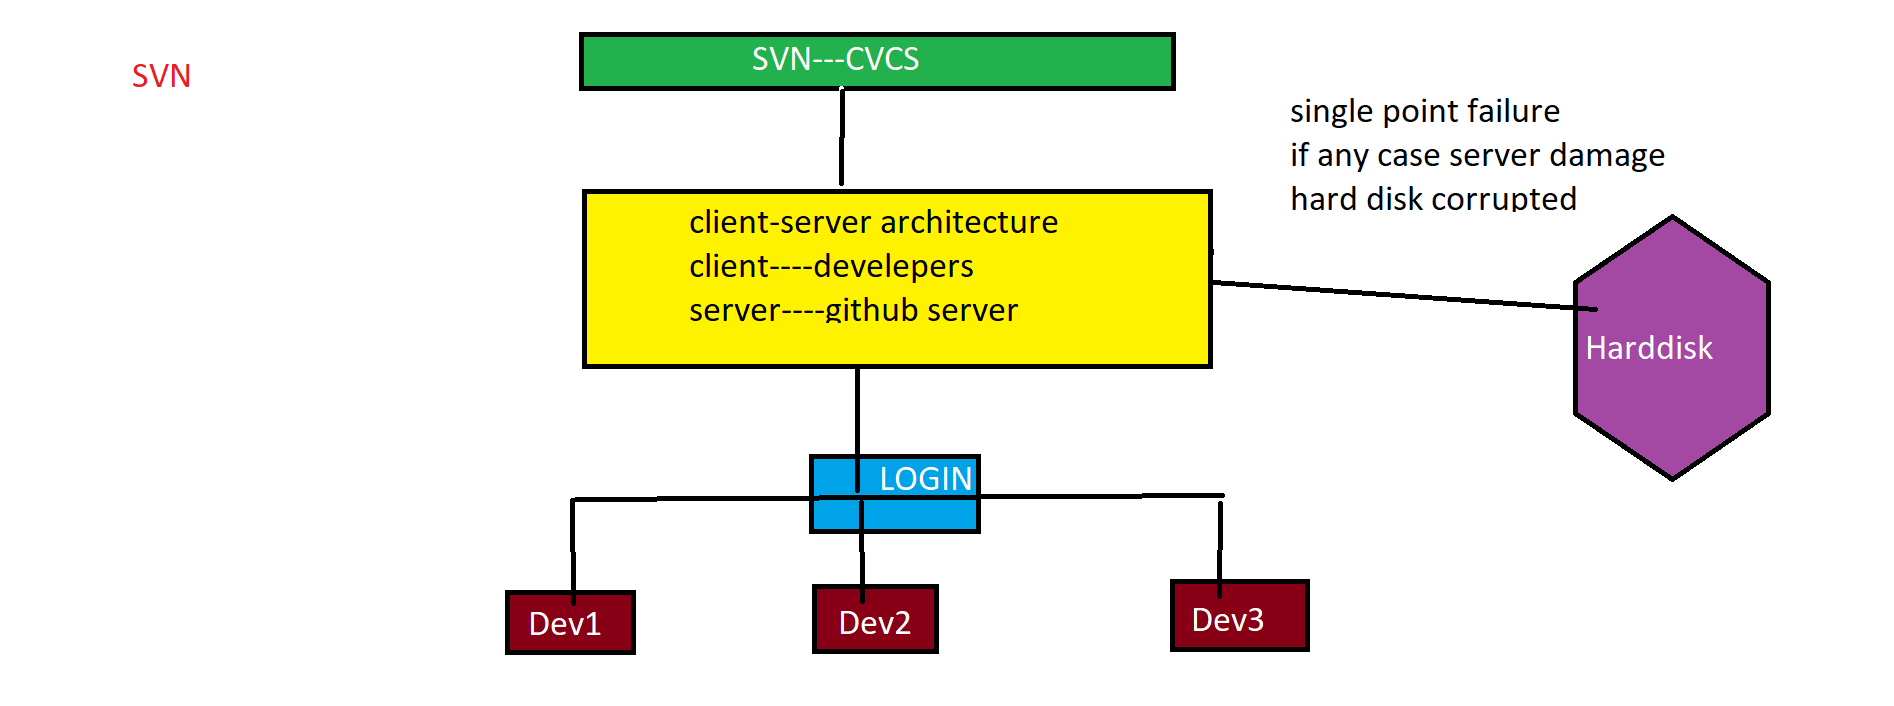 SVN
SVN---CVCS
single point failure
if any case server damage
hard disk corrupted
client-server architecture
client----develepers
server----github server
Harddisk
LOGIN
Dev1
Dev2
Dev3